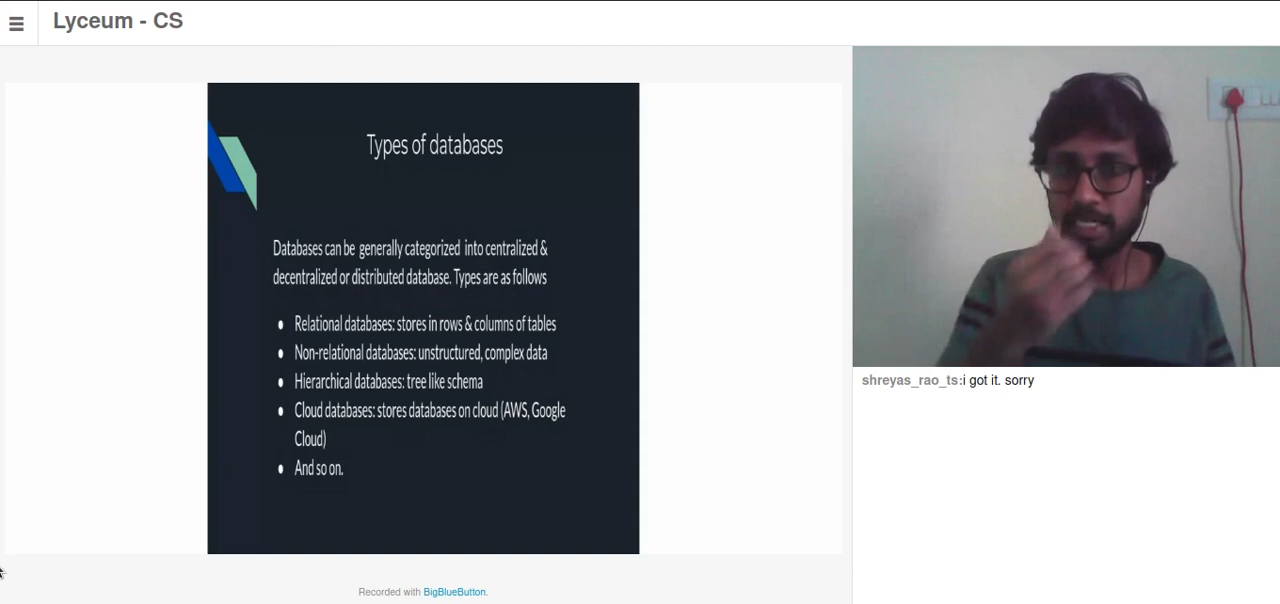 Lyceum - CS
Types of databases
Databases can be generally categorized into centralized &
decentralized or distributed database. Types are as follows
● Relational databases: stores in rows & columns of tables
● Non-relational databases: unstructured, complex data
● Hierarchical databases: tree like schema
● Cloud databases: stores databases on cloud (AWS, Google
Cloud)
● And so on.
shreyas_rao_ts:i got it. sorry
Recorded with BigBlueButton.